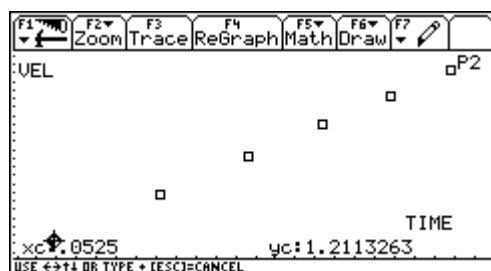 F1 F2 Zoom F3 Trace F4 ReGraph F5 Math F6 Draw F7
VEL
P2
TIME
xc: .0525 yc:1.2113263
USE ←→↑↓ OR TYPE + [ESC]=CANCEL